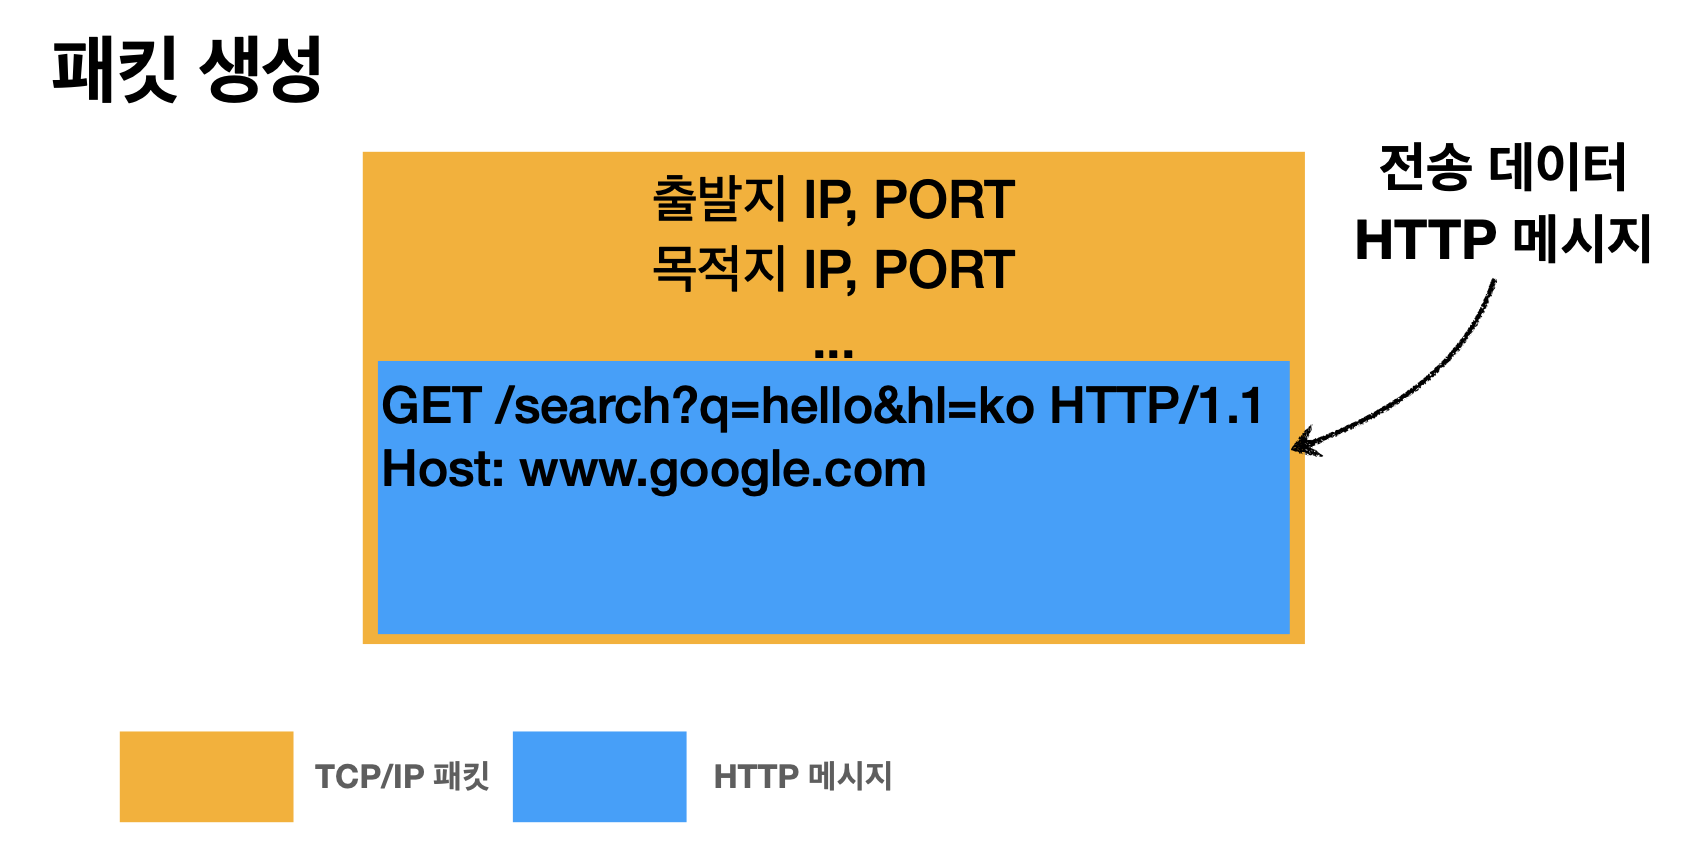 패킷 생성
출발지 IP, PORT
목적지 IP, PORT
...
전송 데이터
HTTP 메시지
GET /search?q=hello&hl=ko HTTP/1.1
Host: www.google.com
TCP/IP 패킷
HTTP 메시지